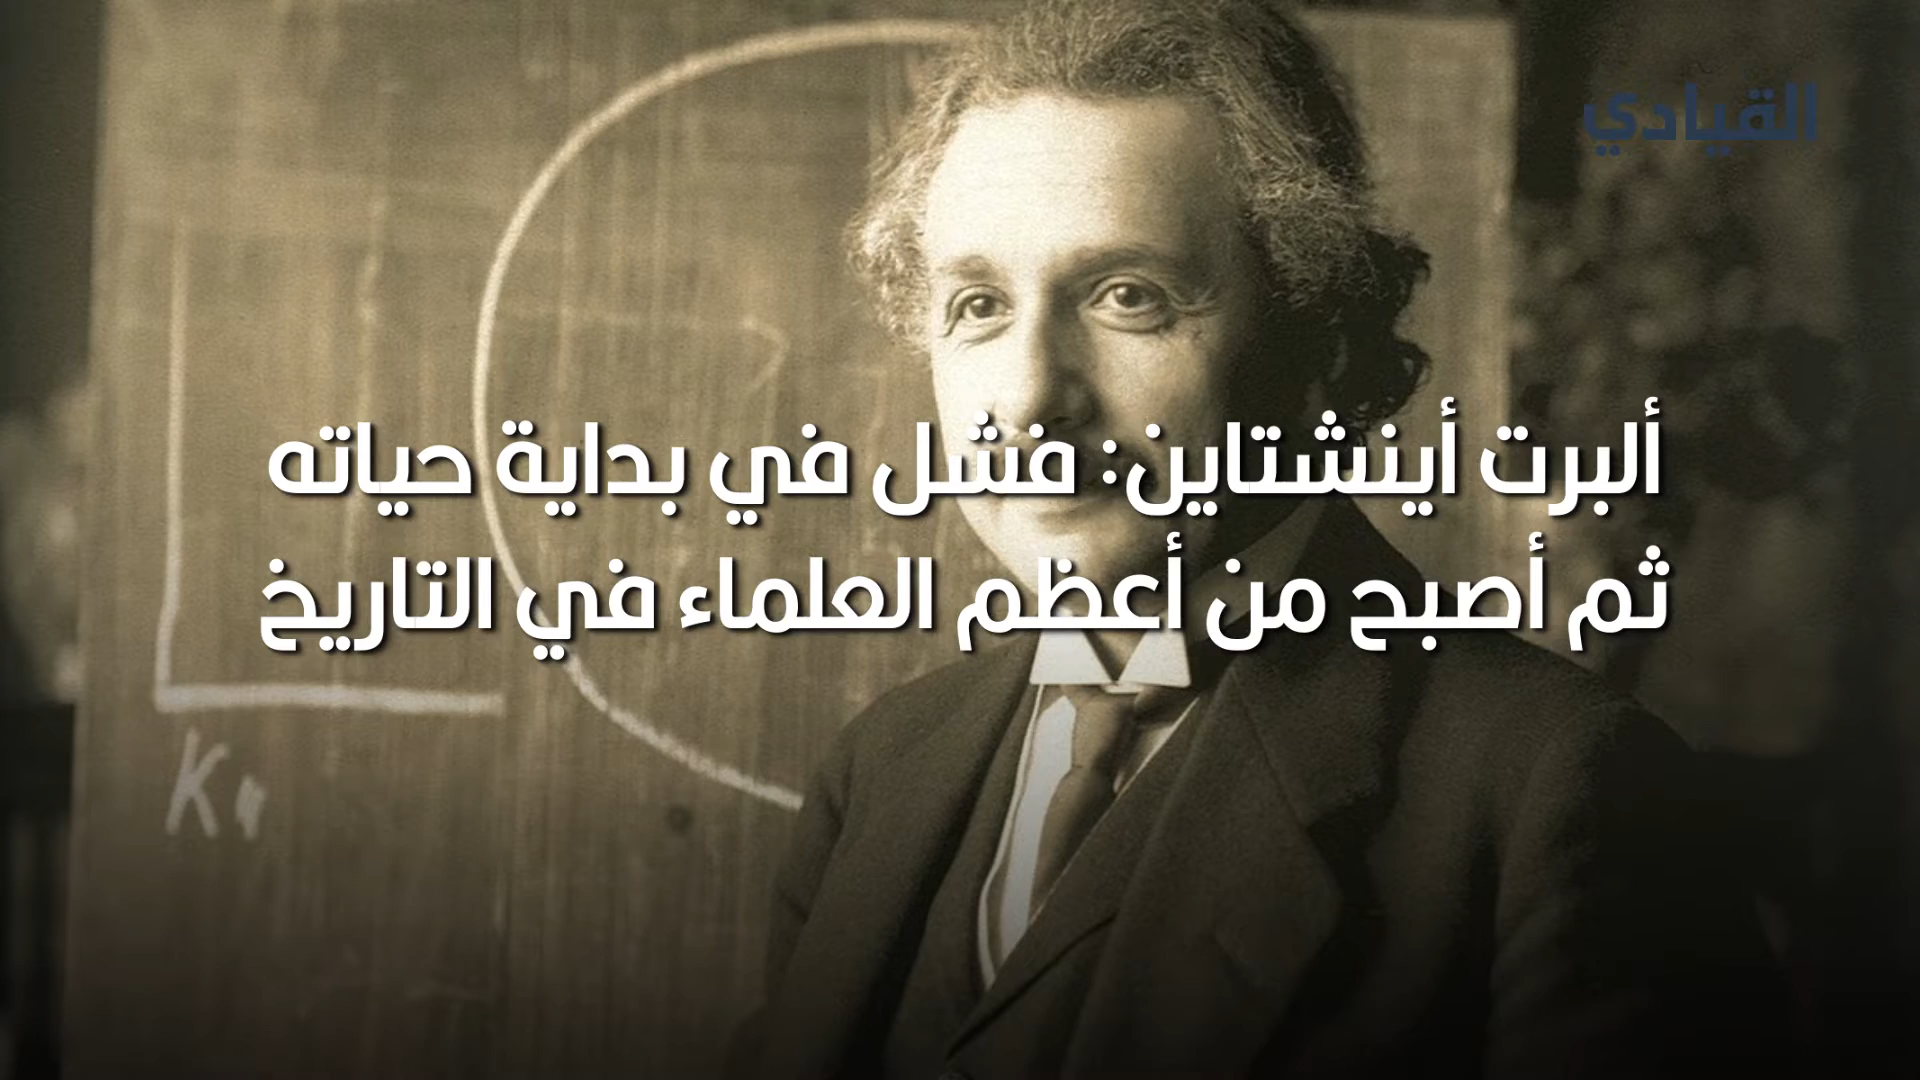 القيادي
ألبرت أينشتاين: فشل في بداية حياته
ثم أصبح من أعظم العلماء في التاريخ
K